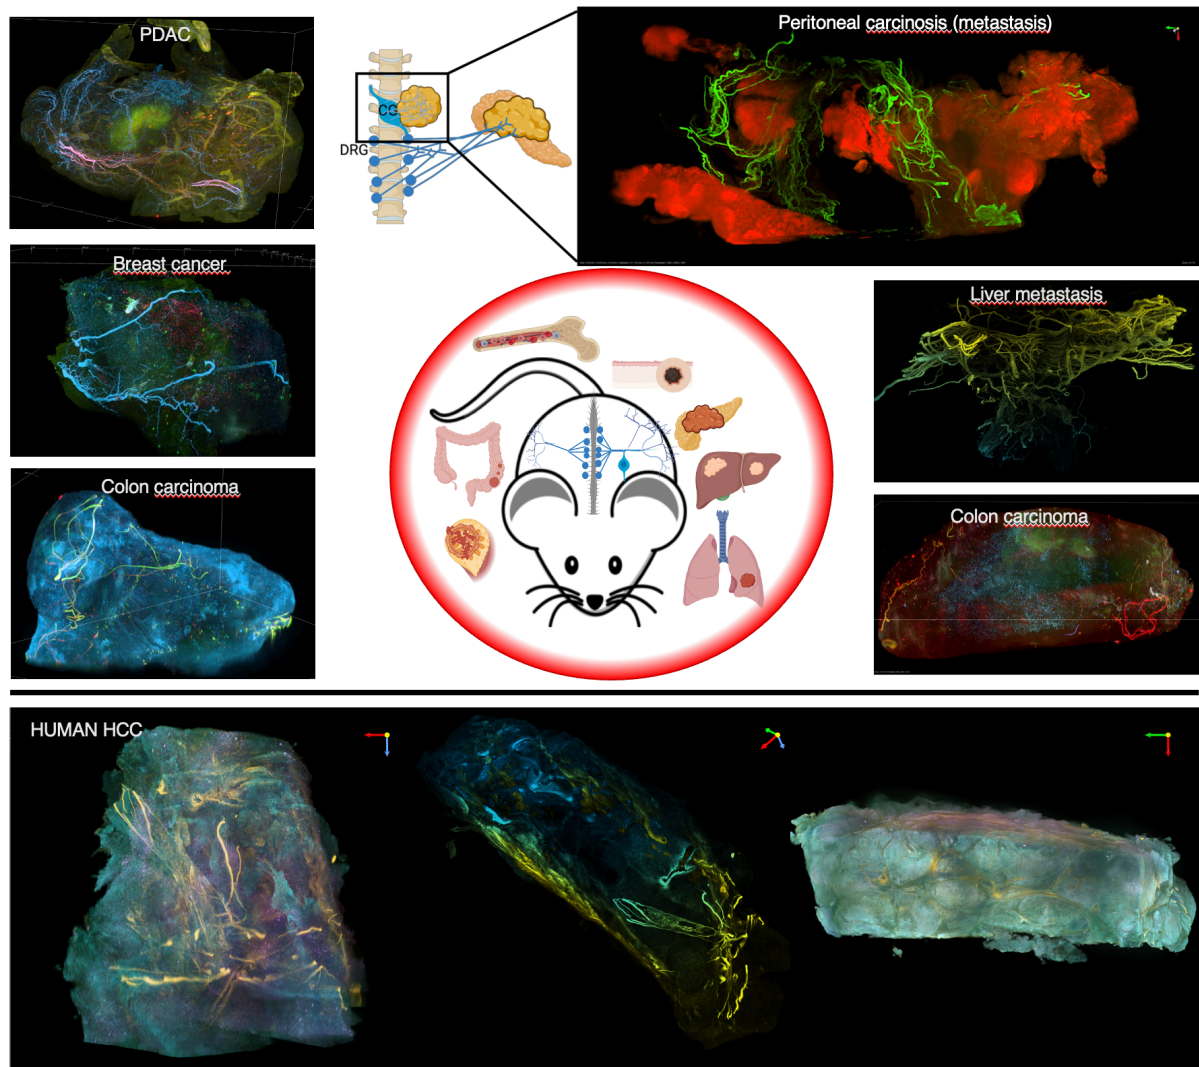 PDAC
Peritoneal carcinosis (metastasis)
CG
DRG
Breast cancer
Liver metastasis
Colon carcinoma
Colon carcinoma
HUMAN HCC